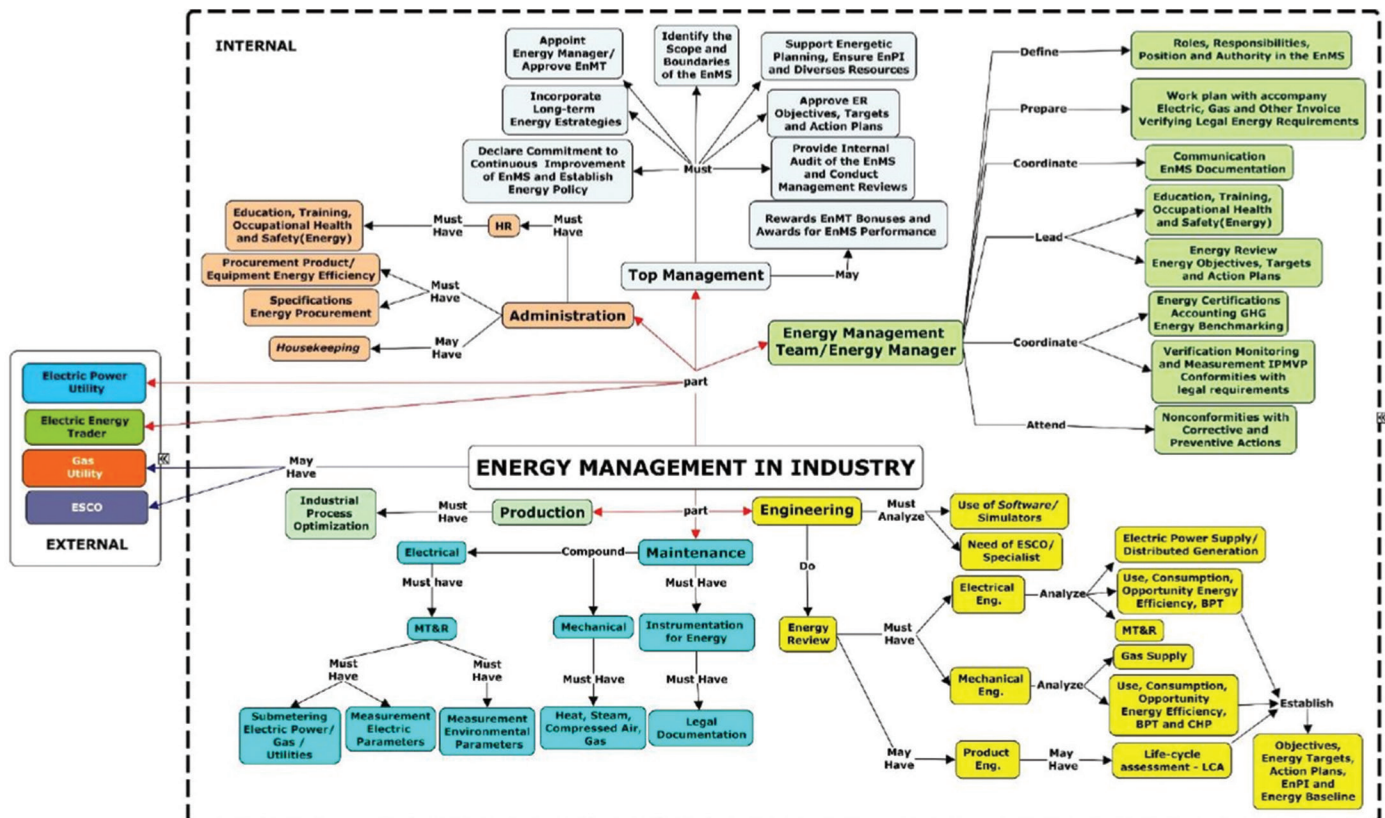 INTERNAL
Appoint
Energy Manager/
Approve EnMT
Identify the
Scope and
Boundaries
of the EnMS
Support Energetic
Planning, Ensure EnPI
and Diverses Resources
Incorporate
Long-term
Energy Estrategies
Approve ER
Objectives, Targets
and Action Plans
Declare Commitment to
Continuous Improvement
of EnMS and Establish
Energy Policy
Must
Provide Internal
Audit of the EnMS
and Conduct
Management Reviews
Rewards EnMT Bonuses and
Awards for EnMS Performance
Top Management
May
Education, Training,
Occupational Health
and Safety(Energy)
Must
Have
HR
Must
Have
Procurement Product/
Equipment Energy Efficiency
Must
Have
Specifications
Energy Procurement
Administration
Housekeeping
May
Have
Energy Management
Team/Energy Manager
Define
Roles, Responsibilities,
Position and Authority in the EnMS
Prepare
Work plan with accompany
Electric, Gas and Other Invoice
Verifying Legal Energy Requirements
Coordinate
Communication
EnMS Documentation
Lead
Education, Training,
Occupational Health
and Safety(Energy)
Energy Review
Energy Objectives, Targets
and Action Plans
Coordinate
Energy Certifications
Accounting GHG
Energy Benchmarking
Verification Monitoring
and Measurement IPMVP
Conformities with
legal requirements
Attend
Nonconformities with
Corrective and
Preventive Actions
part
Electric Power
Utility
Electric Energy
Trader
Gas
Utility
ESCO
EXTERNAL
May
Have
ENERGY MANAGEMENT IN INDUSTRY
Industrial
Process
Optimization
Must
Have
Production
part
Engineering
Must
Analyze
Use of Software/
Simulators
Need of ESCO/
Specialist
Electrical
Compound
Maintenance
Must have
Must Have
MT&R
Mechanical
Instrumentation
for Energy
Must
Have
Must
Have
Must Have
Must
Have
Submetering
Electric Power/
Gas /
Utilities
Measurement
Electric
Parameters
Measurement
Environmental
Parameters
Heat, Steam,
Compressed Air,
Gas
Legal
Documentation
Do
Energy
Review
Must
Have
Electrical
Eng.
Analyze
Electric Power Supply/
Distributed Generation
Use, Consumption,
Opportunity Energy
Efficiency, BPT
MT&R
Mechanical
Eng.
Analyze
Gas Supply
Use, Consumption,
Opportunity
Energy Efficiency,
BPT and CHP
May
Have
Product
Eng.
May
Have
Life-cycle
assessment - LCA
Establish
Objectives,
Energy Targets,
Action Plans,
EnPI and
Energy Baseline